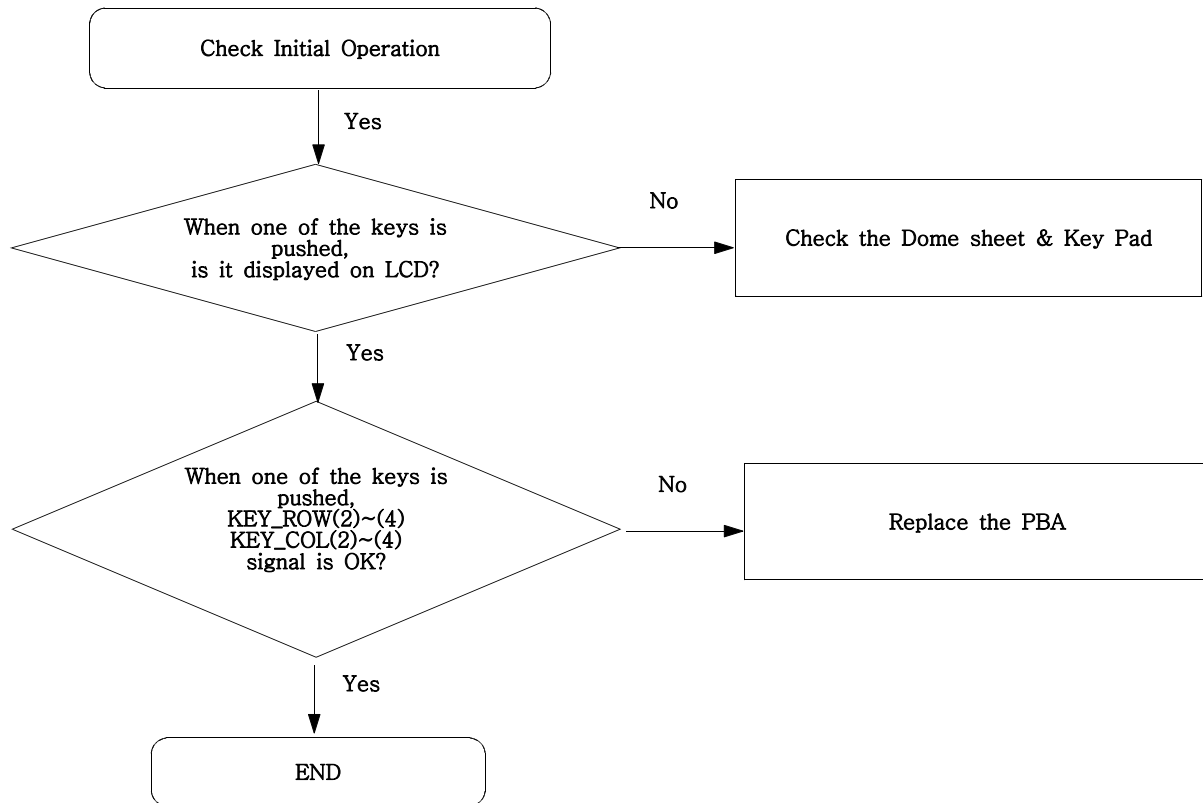 Check Initial Operation
Yes
When one of the keys is
pushed,
is it displayed on LCD?
No
Check the Dome sheet & Key Pad
Yes
When one of the keys is
pushed,
KEY_ROW(2)~(4)
KEY_COL(2)~(4)
signal is OK?
No
Replace the PBA
Yes
END